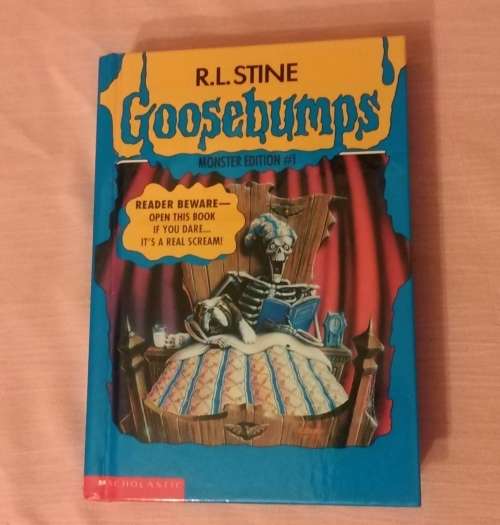 R.L. STINE
Goosebumps
MONSTER EDITION #1
READER BEWARE—
OPEN THIS BOOK
IF YOU DARE...
IT'S A REAL SCREAM!
SCHOLASTIC